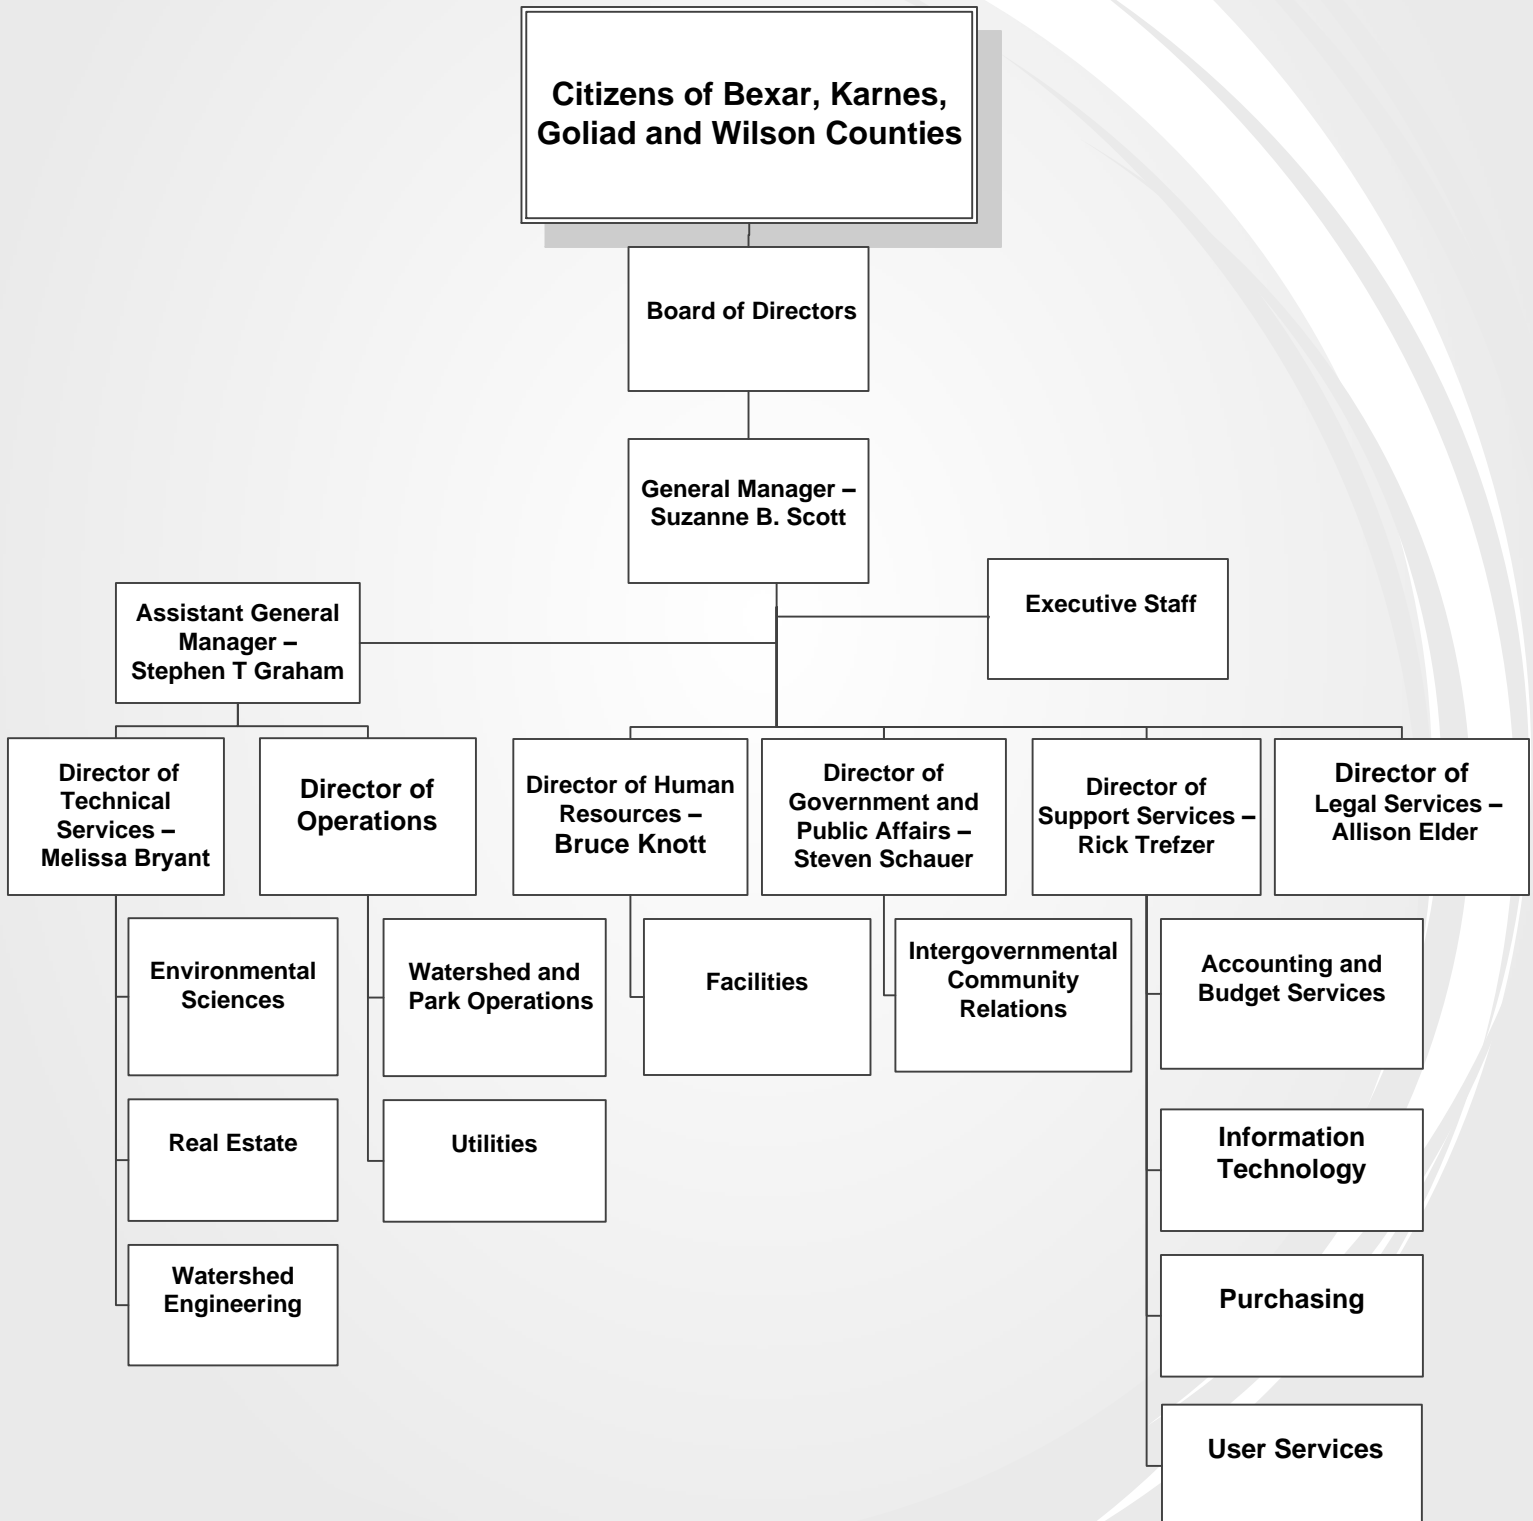 Citizens of Bexar, Karnes,
Goliad and Wilson Counties
Board of Directors
General Manager –
Suzanne B. Scott
Executive Staff
Assistant General
Manager –
Stephen T Graham
Director of
Technical
Services –
Melissa Bryant
Director of
Operations
Director of Human
Resources –
Bruce Knott
Director of
Government and
Public Affairs –
Steven Schauer
Director of
Support Services –
Rick Trefzer
Director of
Legal Services –
Allison Elder
Environmental
Sciences
Watershed and
Park Operations
Facilities
Intergovernmental
Community
Relations
Accounting and
Budget Services
Real Estate
Utilities
Information
Technology
Watershed
Engineering
Purchasing
User Services